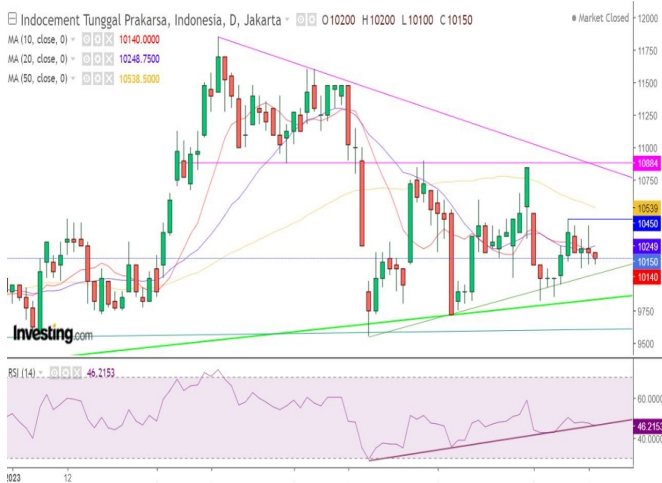 Indocement Tunggal Prakarsa, Indonesia, D, Jakarta O10200 H10200 L10100 C10150
Market Closed
MA (10, close, 0) 10140.0000
MA (20, close, 0) 10248.7500
MA (50, close, 0) 10538.5000
12000
11500
11250
11000
10884
10750
10539
10450
10249
10150
10140
9750
9500
Investing.com
RSI (14) 46.2153
60.0000
46.2153
40.0000
2023
12